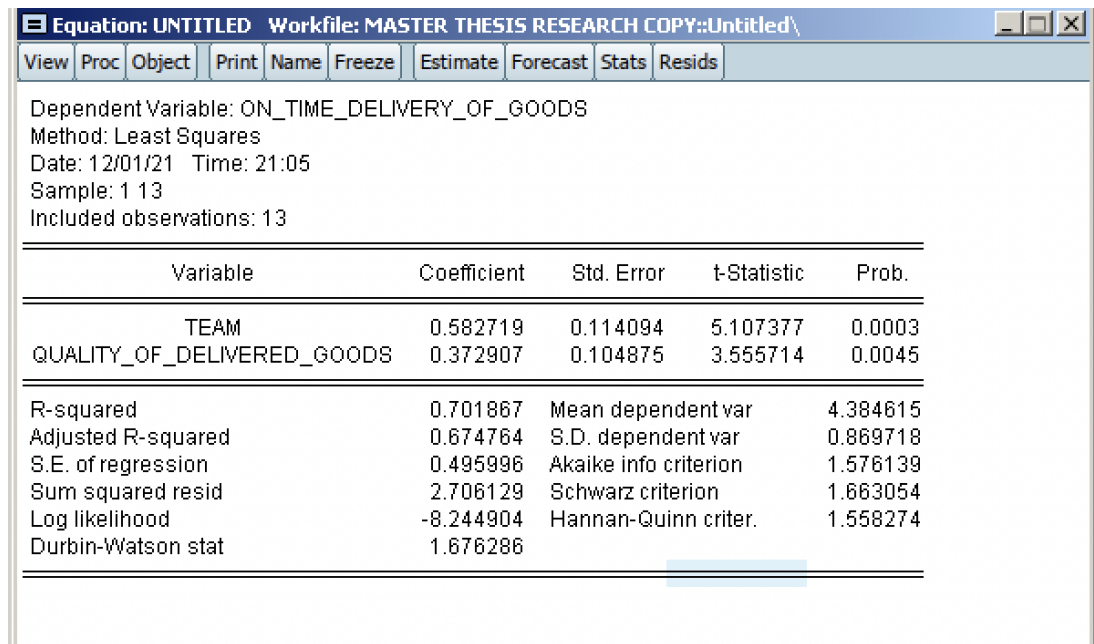 Equation: UNTITLED Workfile: MASTER THESIS RESEARCH COPY::Untitled\
View Proc Object Print Name Freeze Estimate Forecast Stats Resids
Dependent Variable: ON_TIME_DELIVERY_OF_GOODS
Method: Least Squares
Date: 12/01/21 Time: 21:05
Sample: 1 13
Included observations: 13
Variable Coefficient Std. Error t-Statistic Prob.
TEAM 0.582719 0.114094 5.107377 0.0003
QUALITY_OF_DELIVERED_GOODS 0.372907 0.104875 3.555714 0.0045
R-squared 0.701867 Mean dependent var 4.384615
Adjusted R-squared 0.674764 S.D. dependent var 0.869718
S.E. of regression 0.495996 Akaike info criterion 1.576139
Sum squared resid 2.706129 Schwarz criterion 1.663054
Log likelihood -8.244904 Hannan-Quinn criter. 1.558274
Durbin-Watson stat 1.676286